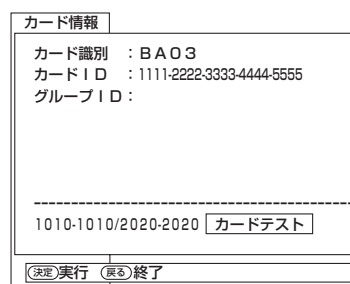 カード情報
カード識別 ：ＢＡ０３
カードＩＤ ：1111-2222-3333-4444-5555
グループＩＤ：
1010-1010/2020-2020 カードテスト
決定 実行 戻る 終了